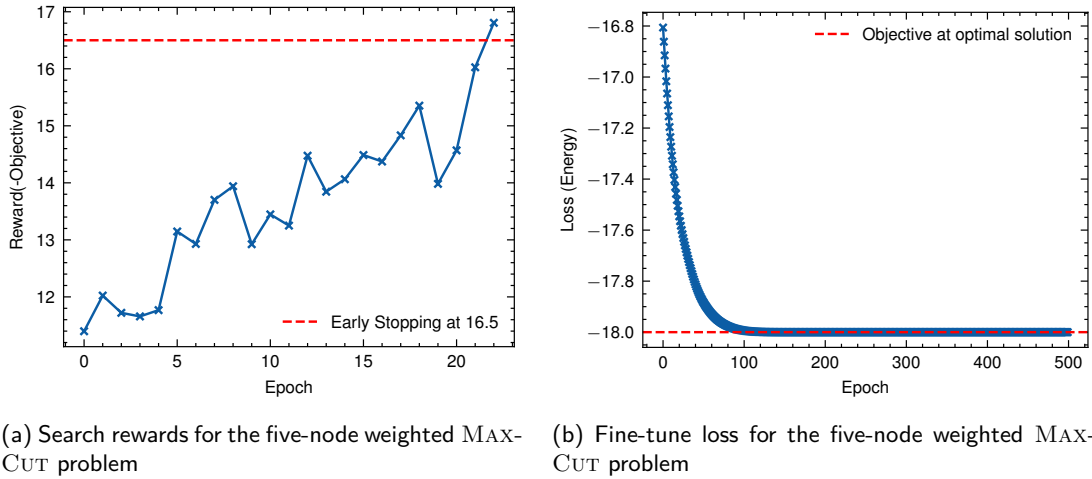 17
16
15
14
13
12
Reward(-Objective)
Early Stopping at 16.5
0 5 10 15 20
Epoch
−16.8
−17.0
−17.2
−17.4
−17.6
−17.8
−18.0
Loss (Energy)
Objective at optimal solution
0 100 200 300 400 500
Epoch
(a) Search rewards for the five-node weighted MAX-
CUT problem
(b) Fine-tune loss for the five-node weighted MAX-
CUT problem